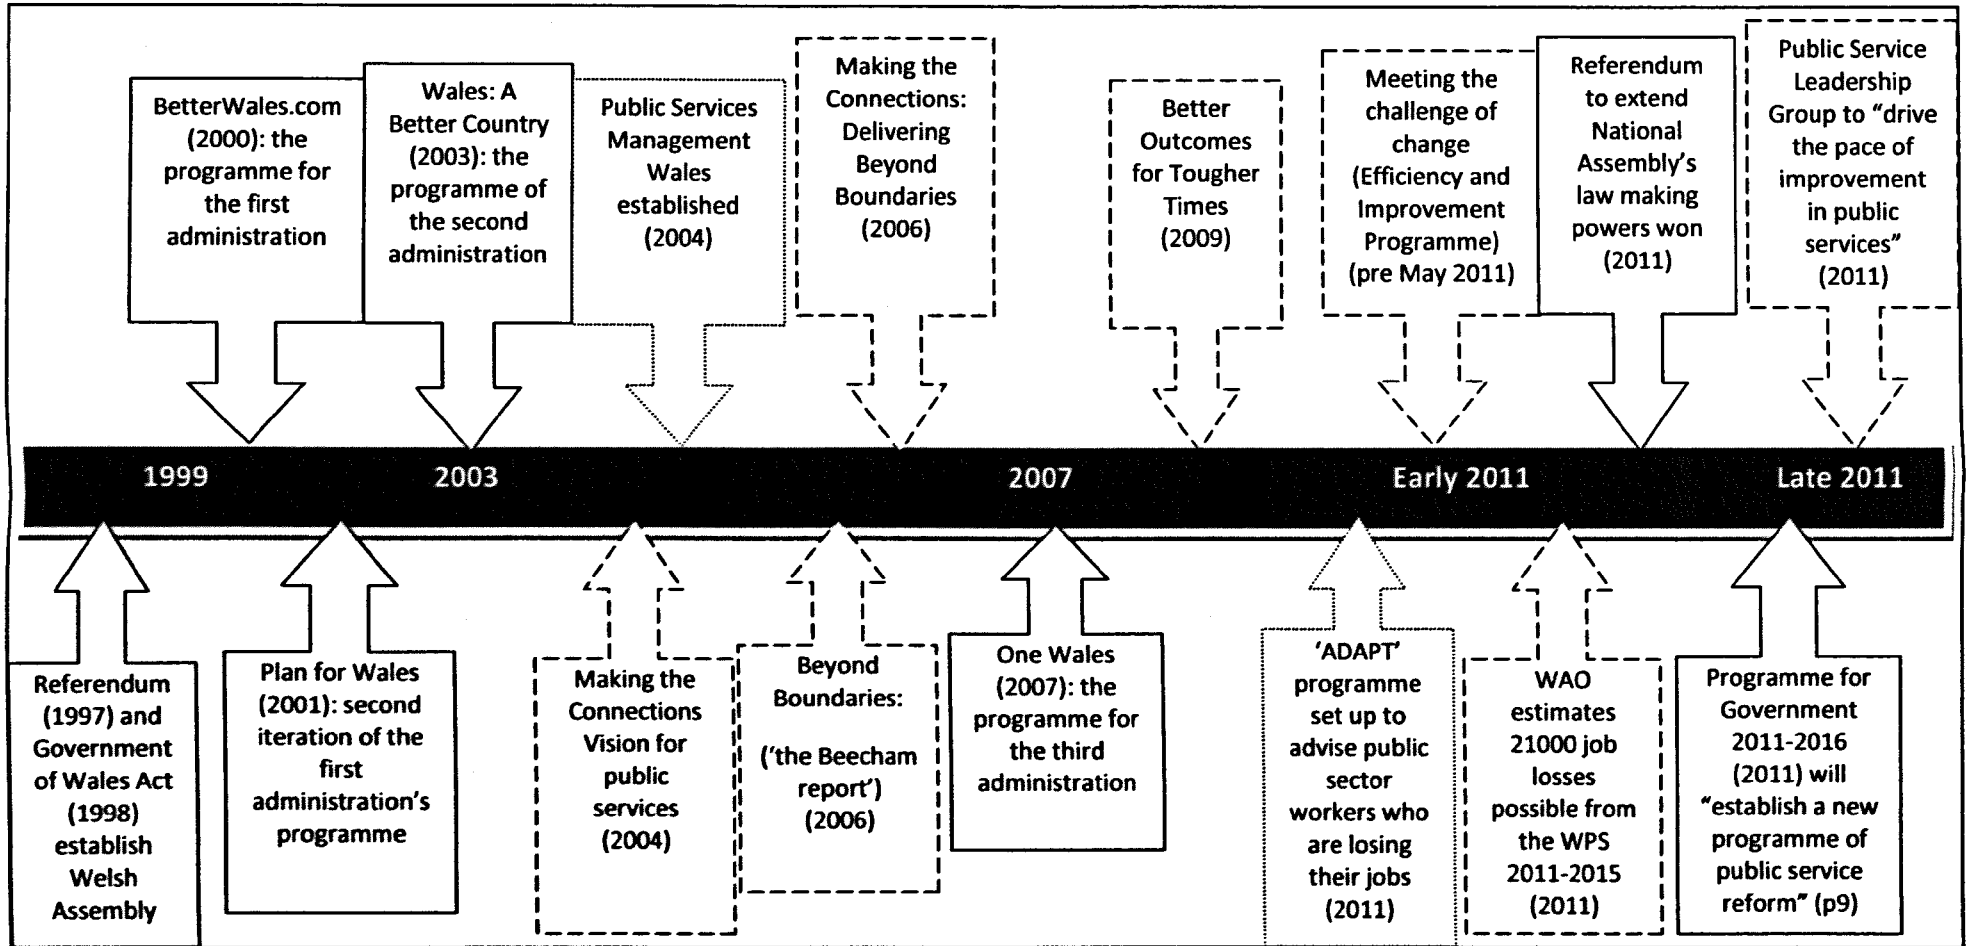 BetterWales.com
(2000): the
programme for
the first
administration
Wales: A
Better Country
(2003): the
programme of
the second
administration
Public Services
Management
Wales
established
(2004)
Making the
Connections:
Delivering
Beyond
Boundaries
(2006)
Better
Outcomes
for Tougher
Times
(2009)
Meeting the
challenge of
change
(Efficiency and
Improvement
Programme)
(pre May 2011)
Referendum
to extend
National
Assembly's
law making
powers won
(2011)
Public Service
Leadership
Group to "drive
the pace of
improvement
in public
services"
(2011)
1999
2003
2007
Early 2011
Late 2011
Referendum
(1997) and
Government
of Wales Act
(1998)
establish
Welsh
Assembly
Plan for Wales
(2001): second
iteration of the
first
administration's
programme
Making the
Connections
Vision for
public
services
(2004)
Beyond
Boundaries:
('the Beecham
report')
(2006)
One Wales
(2007): the
programme for
the third
administration
'ADAPT'
programme
set up to
advise public
sector
workers who
are losing
their jobs
(2011)
WAO
estimates
21000 job
losses
possible from
the WPS
2011-2015
(2011)
Programme for
Government
2011-2016
(2011) will
"establish a new
programme of
public service
reform" (p9)